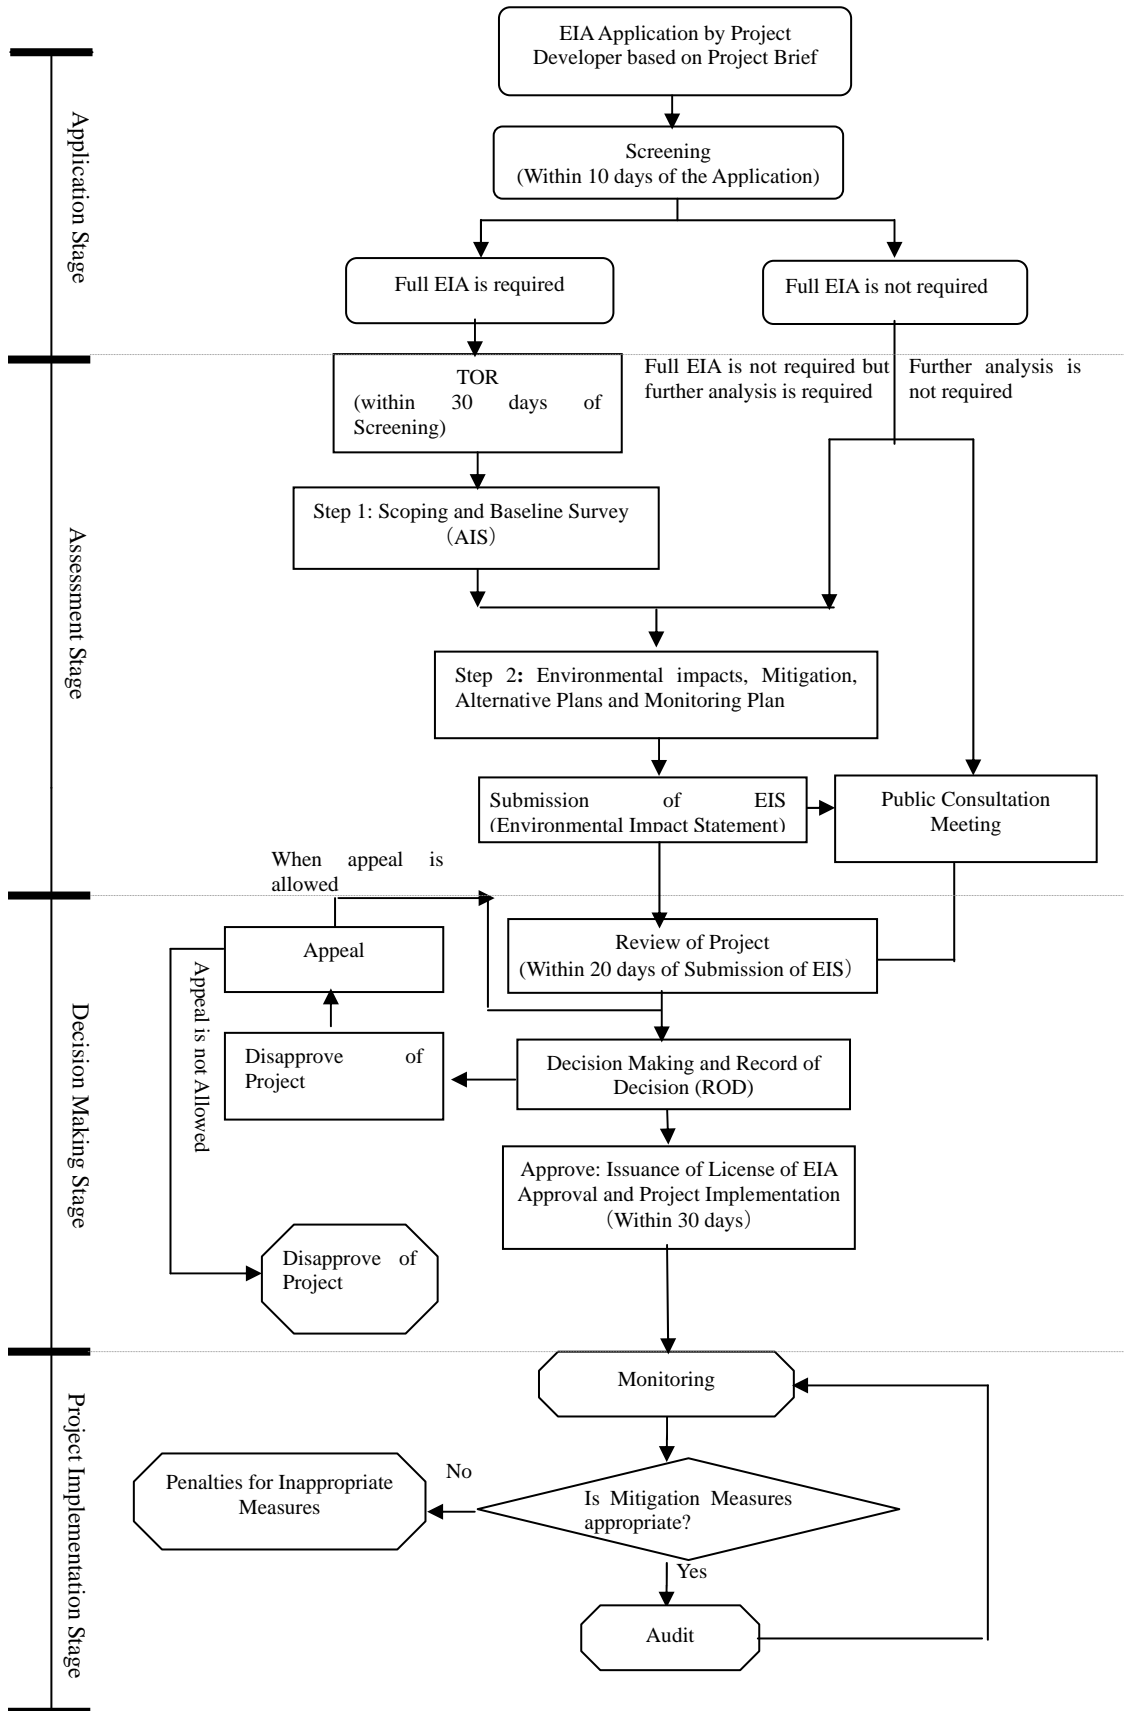 EIA Application by Project
Developer based on Project Brief
Application Stage
Screening
(Within 10 days of the Application)
Full EIA is required
Full EIA is not required
TOR
(within 30 days of
Screening)
Full EIA is not required but
further analysis is required
Further analysis is
not required
Assessment Stage
Step 1: Scoping and Baseline Survey
（AIS）
Step 2: Environmental impacts, Mitigation,
Alternative Plans and Monitoring Plan
Submission of EIS
(Environmental Impact Statement)
Public Consultation
Meeting
When appeal is
allowed
Decision Making Stage
Appeal
Appeal is not Allowed
Review of Project
(Within 20 days of Submission of EIS）
Disapprove of
Project
Decision Making and Record of
Decision (ROD)
Approve: Issuance of License of EIA
Approval and Project Implementation
（Within 30 days）
Disapprove of
Project
Project Implementation Stage
Monitoring
Penalties for Inappropriate
Measures
No
Is Mitigation Measures
appropriate?
Yes
Audit